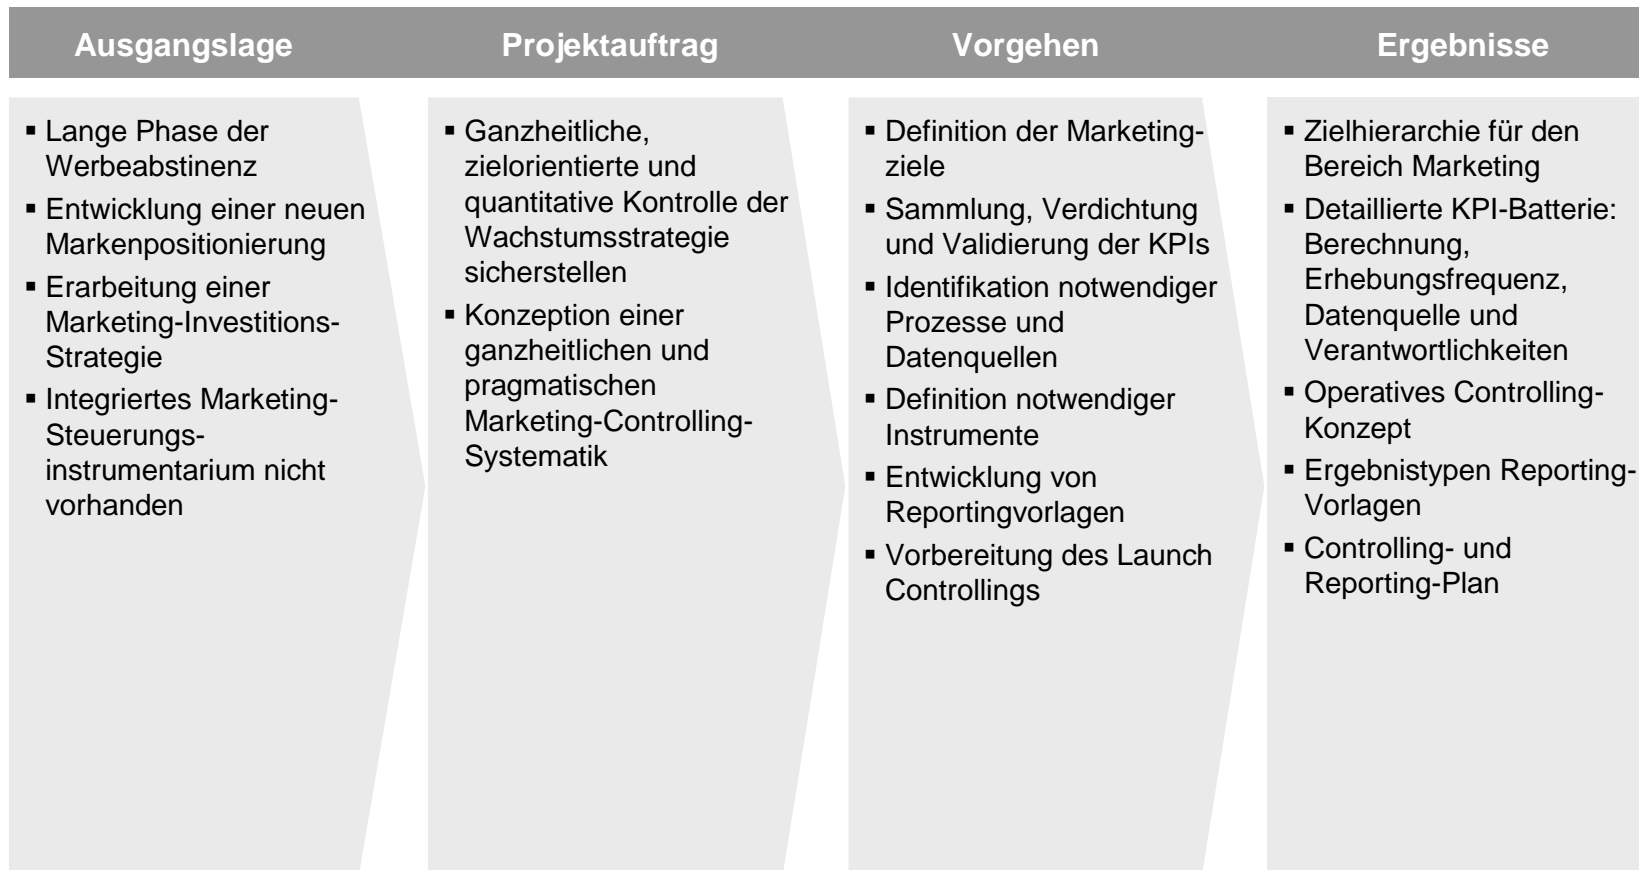 Ausgangslage
Projektauftrag
Vorgehen
Ergebnisse
▪ Lange Phase der
Werbeabstinenz
▪ Entwicklung einer neuen
Markenpositionierung
▪ Erarbeitung einer
Marketing-Investitions-
Strategie
▪ Integriertes Marketing-
Steuerungs-
instrumentarium nicht
vorhanden
▪ Ganzheitliche,
zielorientierte und
quantitative Kontrolle der
Wachstumsstrategie
sicherstellen
▪ Konzeption einer
ganzheitlichen und
pragmatischen
Marketing-Controlling-
Systematik
▪ Definition der Marketing-
ziele
▪ Sammlung, Verdichtung
und Validierung der KPIs
▪ Identifikation notwendiger
Prozesse und
Datenquellen
▪ Definition notwendiger
Instrumente
▪ Entwicklung von
Reportingvorlagen
▪ Vorbereitung des Launch
Controllings
▪ Zielhierarchie für den
Bereich Marketing
▪ Detaillierte KPI-Batterie:
Berechnung,
Erhebungsfrequenz,
Datenquelle und
Verantwortlichkeiten
▪ Operatives Controlling-
Konzept
▪ Ergebnistypen Reporting-
Vorlagen
▪ Controlling- und
Reporting-Plan